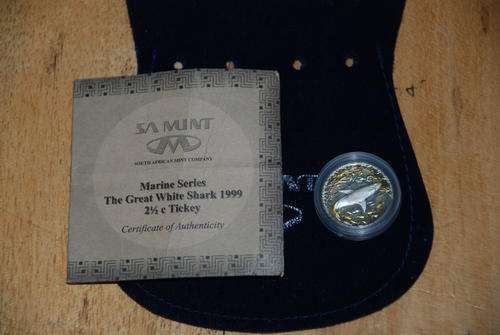 SA MINT
SOUTH AFRICAN MINT COMPANY
Marine Series
The Great White Shark 1999
2½ c Tickey
Certificate of Authenticity